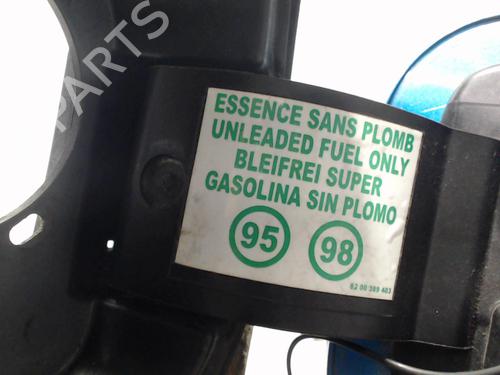 PARTS
ESSENCE SANS PLOMB
UNLEADED FUEL ONLY
BLEIFREI SUPER
GASOLINA SIN PLOMO
95 98
82 00 389 403